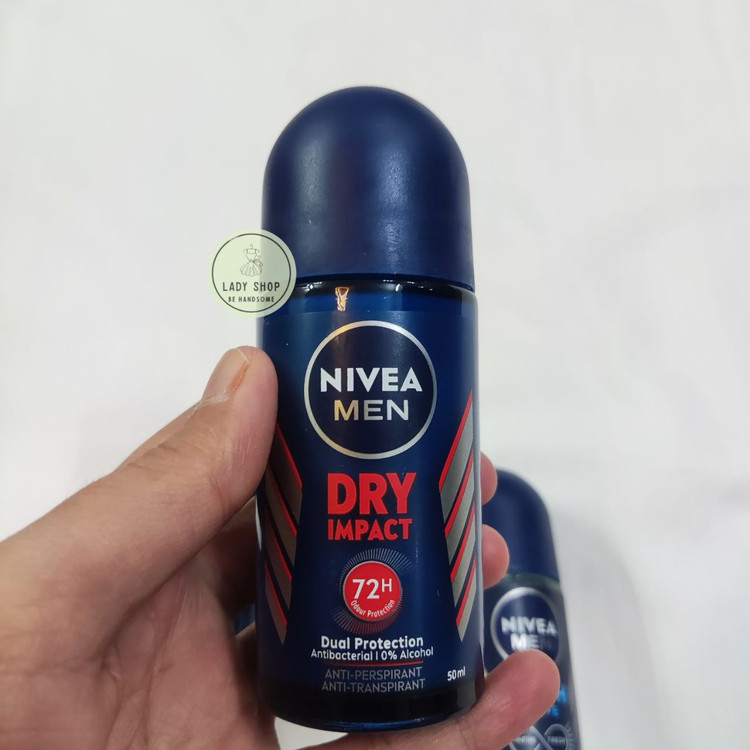 LADY SHOP
BE HANDSOME
NIVEA
MEN
DRY
IMPACT
72H
Odour Protection
Dual Protection
Antibacterial | 0% Alcohol
ANTI-PERSPIRANT
ANTI-TRANSPIRANT
50ml
NIVEA
MEN